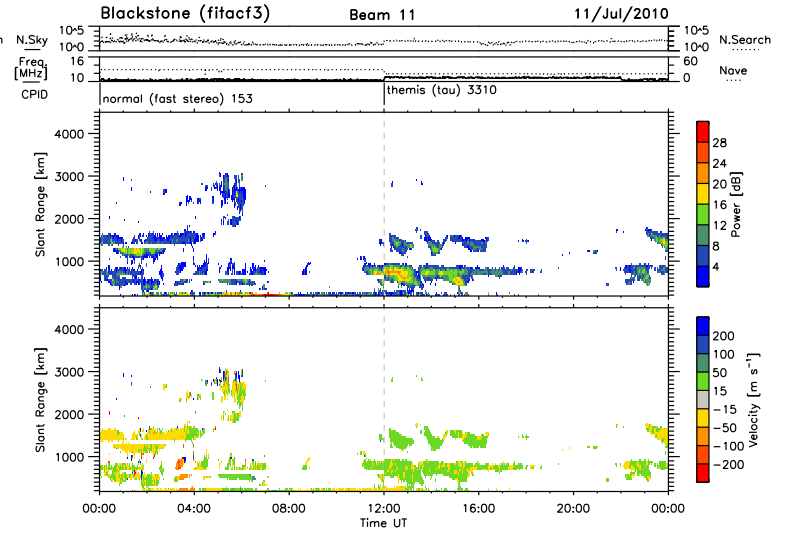 Blackstone (fitacf3) Beam 11 11/Jul/2010
N.Sky 10^5 10^0 10^5 10^0 N.Search
Freq. [MHz] 16 10 60 0 Nave
CPID normal (fast stereo) 153 themis (tau) 3310
Slant Range [km] 4000 3000 2000 1000
Power [dB] 28 24 20 16 12 8 4
Slant Range [km] 4000 3000 2000 1000
Velocity [m s^-1] 200 100 50 15 -15 -50 -100 -200
00:00 04:00 08:00 12:00 16:00 20:00 00:00
Time UT